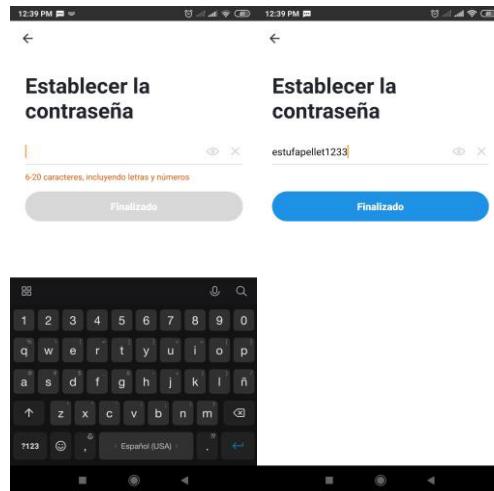 12:39 PM
Establecer la
contraseña
6-20 caracteres, incluyendo letras y números
Finalizado
1 2 3 4 5 6 7 8 9 0
q w e r t y u i o p
a s d f g h j k l ñ
z x c v b n m
?123 , Español (USA) .
12:39 PM
Establecer la
contraseña
estufapellet1233
Finalizado